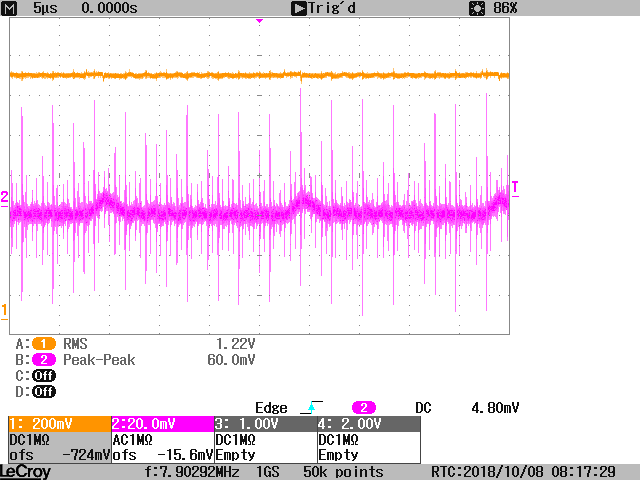 M 5µs 0.0000s Trig'd 86%
2
T
1
A: 1 RMS 1.22V
B: 2 Peak-Peak 60.0mV
C: Off
D: Off
Edge 2 DC 4.80mV
1: 200mV 2:20.0mV 3: 1.00V 4: 2.00V
DC1MΩ AC1MΩ DC1MΩ DC1MΩ
ofs -724mV ofs -15.6mV Empty Empty
LeCroy f:7.90292MHz 1GS 50k points RTC:2018/10/08 08:17:29